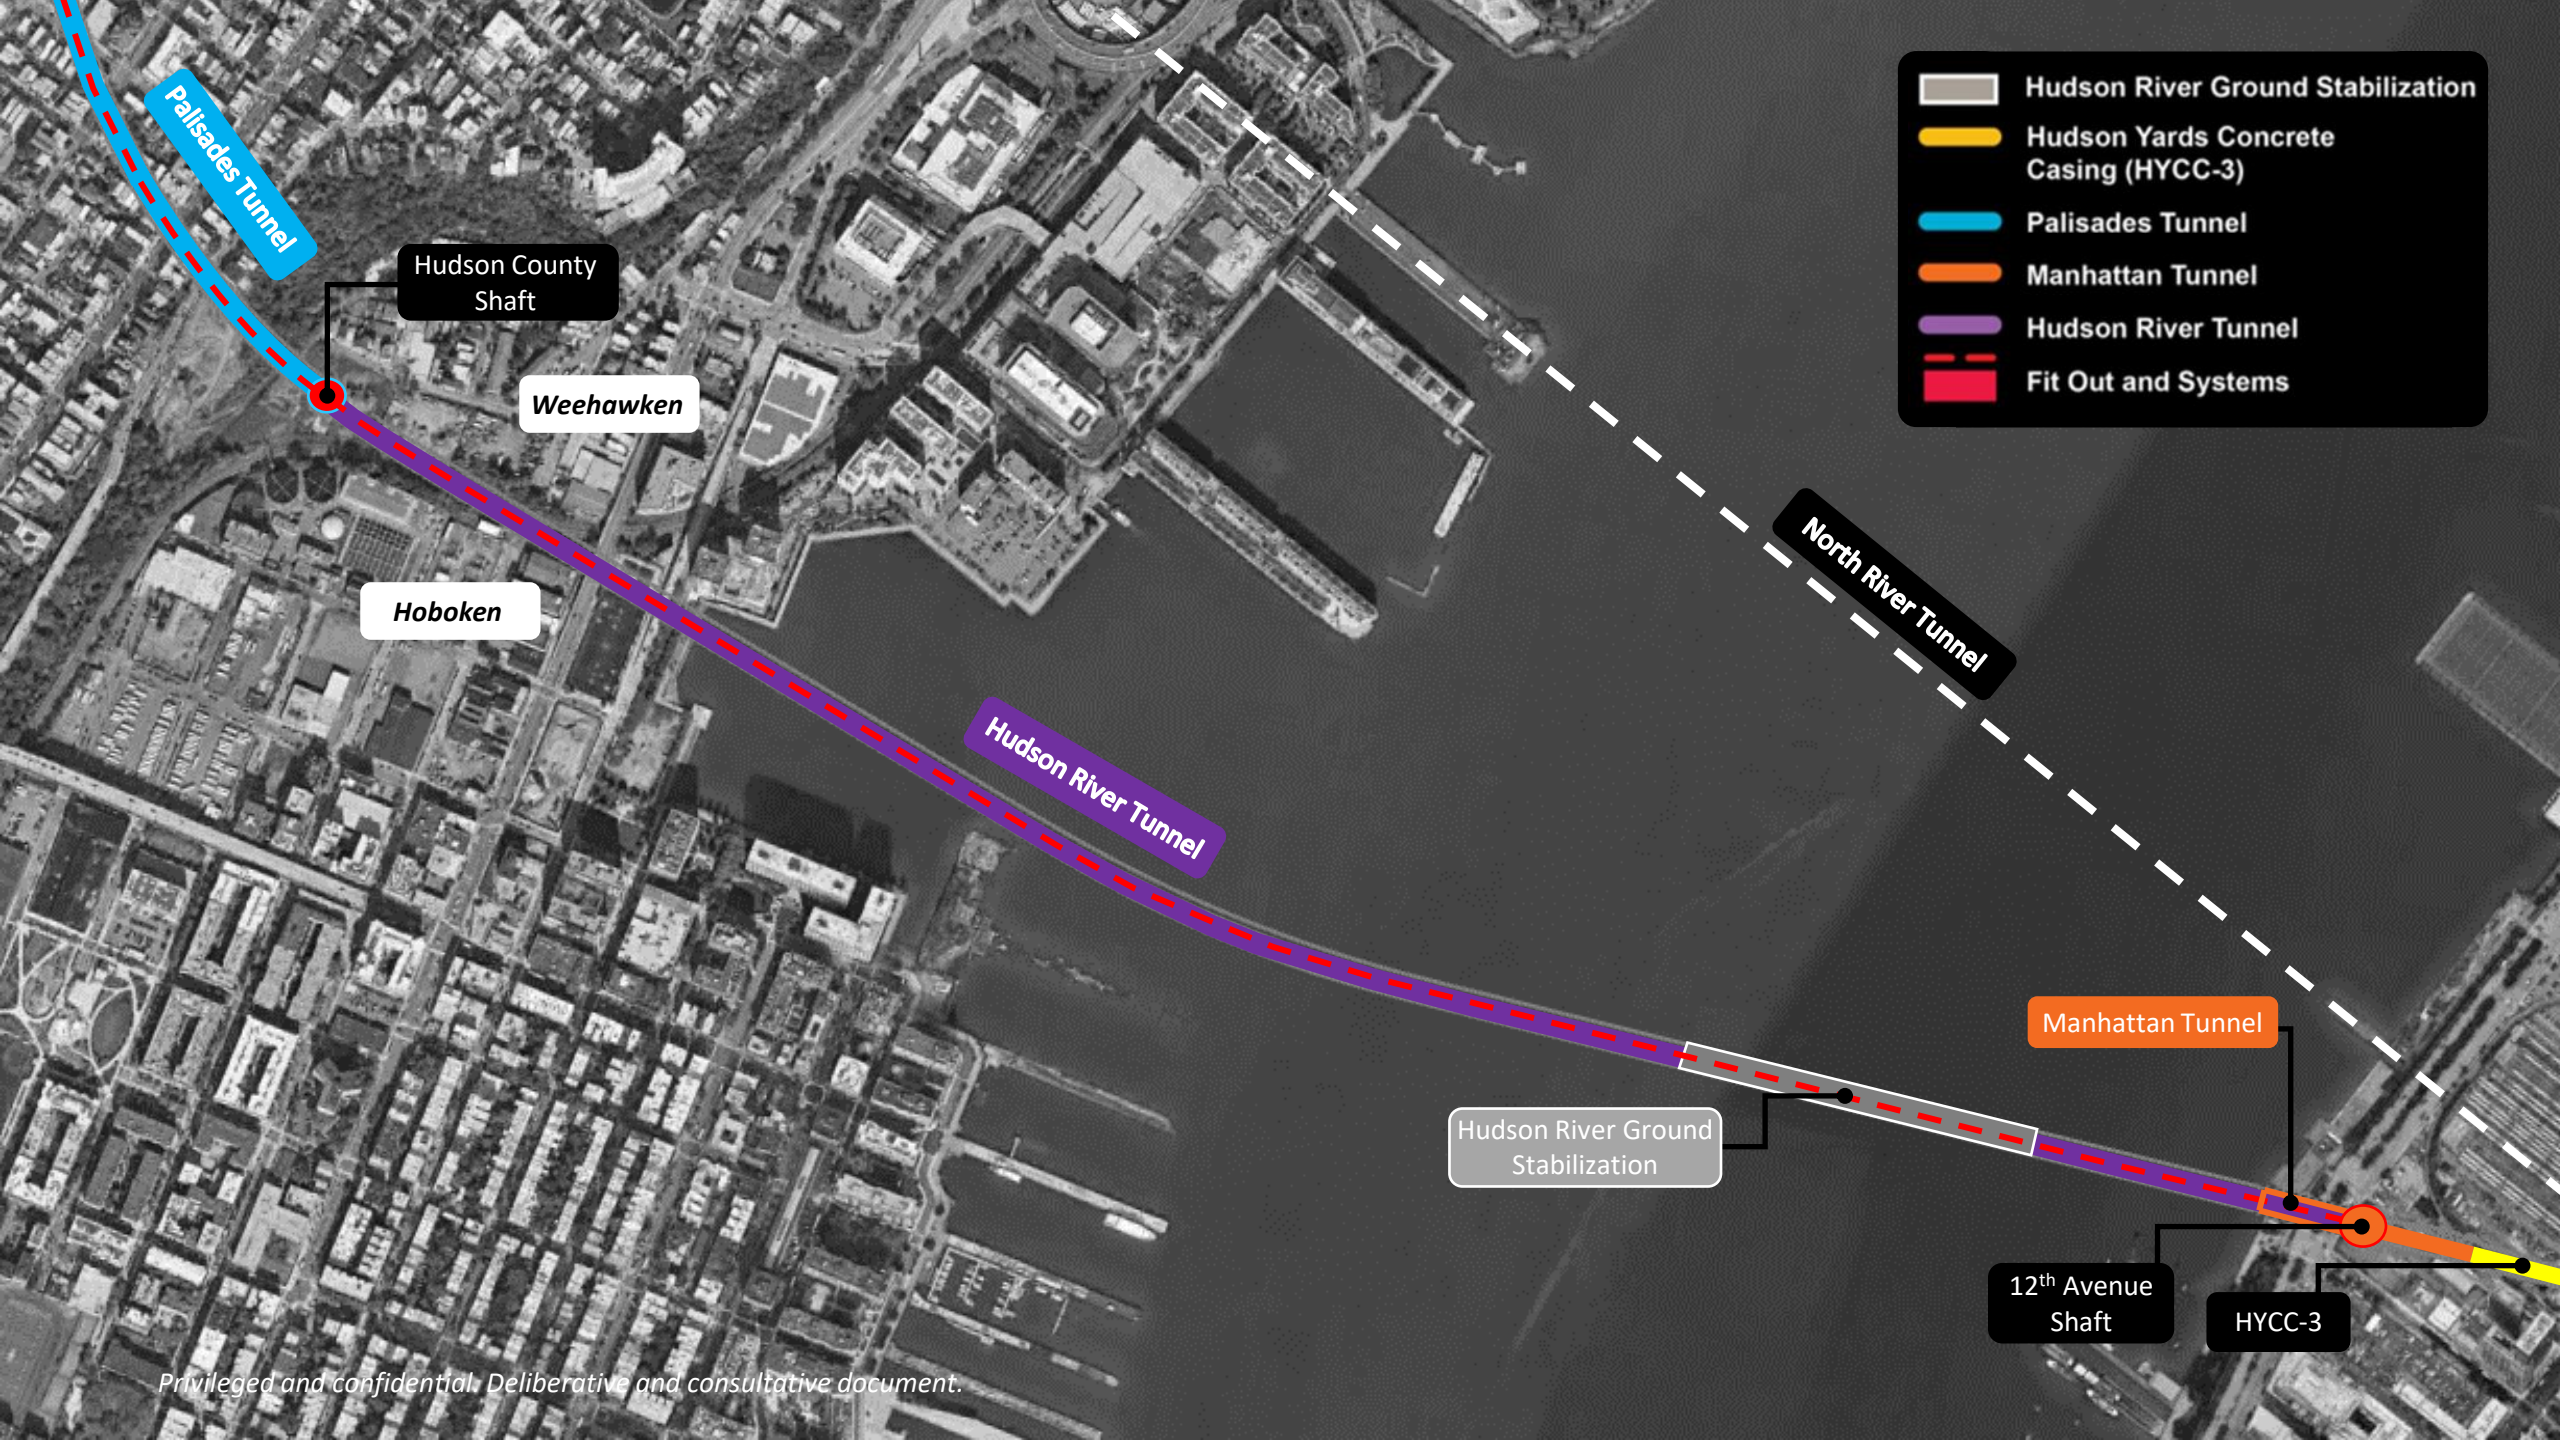 Hudson River Ground Stabilization
Hudson Yards Concrete
Casing (HYCC-3)
Palisades Tunnel
Manhattan Tunnel
Hudson River Tunnel
Fit Out and Systems
Palisades Tunnel
Hudson County
Shaft
Weehawken
Hoboken
North River Tunnel
Hudson River Tunnel
Manhattan Tunnel
Hudson River Ground
Stabilization
12th Avenue
Shaft
HYCC-3
Privileged and confidential. Deliberative and consultative document.